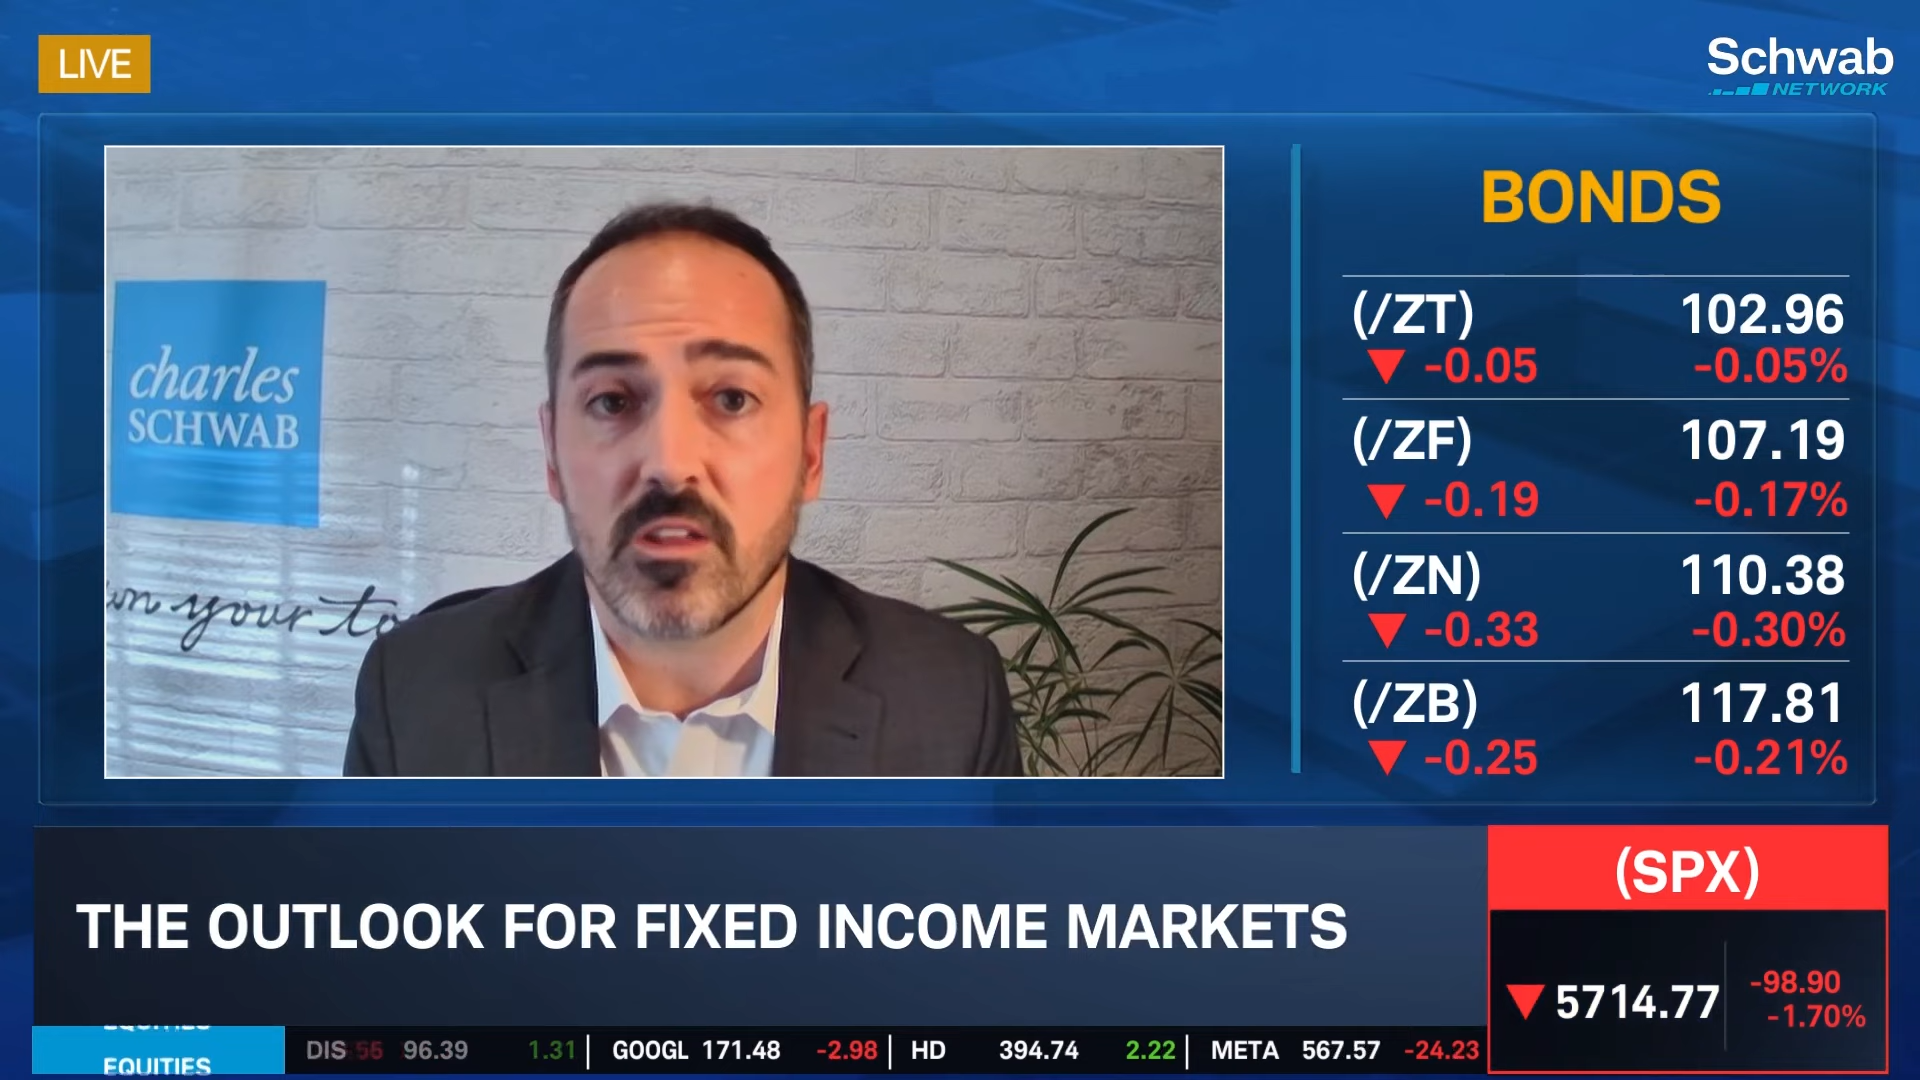 LIVE
Schwab
NETWORK
charles
SCHWAB
your
BONDS
(/ZT) 102.96
▼ -0.05 -0.05%
(/ZF) 107.19
▼ -0.19 -0.17%
(/ZN) 110.38
▼ -0.33 -0.30%
(/ZB) 117.81
▼ -0.25 -0.21%
THE OUTLOOK FOR FIXED INCOME MARKETS
(SPX)
▼ 5714.77 -98.90
-1.70%
EQUITIES
EQUITIES
DIS 96.39 1.31 GOOGL 171.48 -2.98 HD 394.74 2.22 META 567.57 -24.23